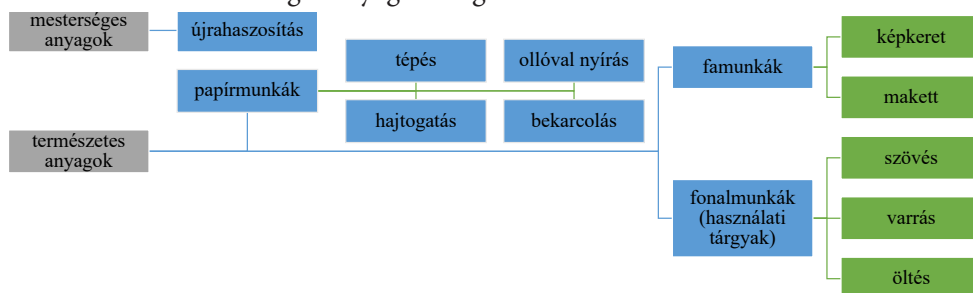 mesterséges
anyagok
újrahaszosítás
papírmunkák
tépés
ollóval nyírás
hajtogatás
bekarcolás
természetes
anyagok
famunkák
képkeret
makett
fonalmunkák
(használati
tárgyak)
szövés
varrás
öltés